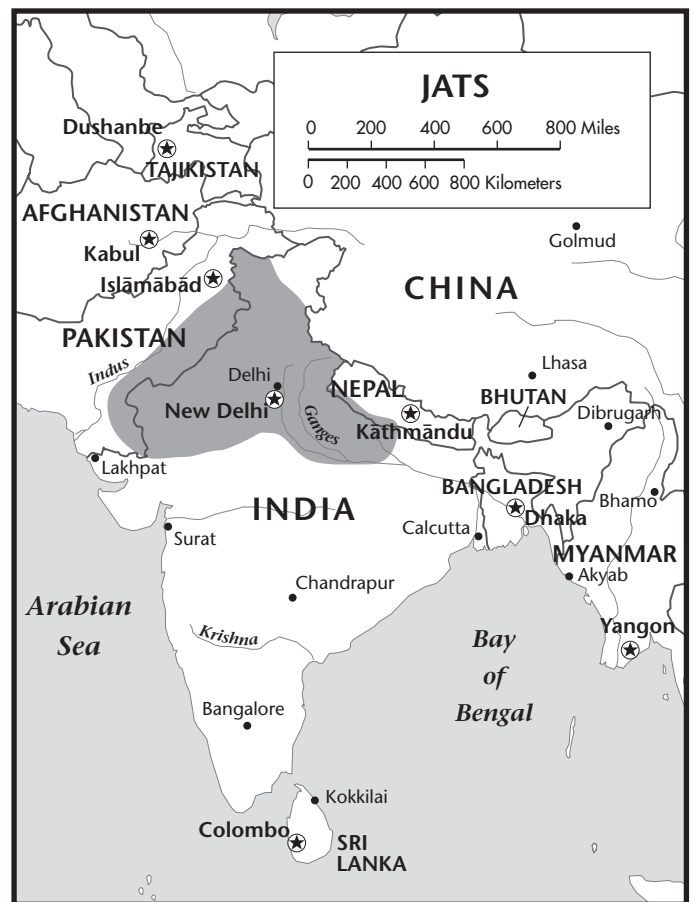 JATS
0 200 400 600 800 Miles
0 200 400 600 800 Kilometers
Dushanbe
TAJIKISTAN
AFGHANISTAN
Kabul
Islāmābād
Golmud
CHINA
PAKISTAN
Indus
Delhi
New Delhi
Ganges
NEPAL
Kāthmāndu
Lhasa
BHUTAN
Dibrugarh
Lakhpat
INDIA
BANGLADESH
Dhaka
Bhamo
Surat
Calcutta
MYANMAR
Akyab
Chandrapur
Arabian
Sea
Krishna
Bay
of
Bengal
Yangon
Bangalore
Kokkilai
Colombo
SRI
LANKA